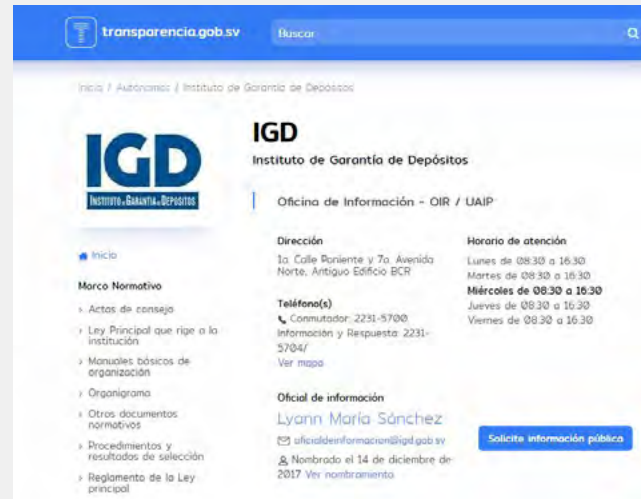 transparencia.gob.sv
Buscar
Inicio / Autónomas / Instituto de Garantía de Depósitos
IGD
INSTITUTO DE GARANTIA DE DEPOSITOS
Inicio
Marco Normativo
Actas de consejo
Ley Principal que rige a la
institución
Manuales básicos de
organización
Organigrama
Otros documentos
normativos
Procedimientos y
resultados de selección
Reglamento de la Ley
principal
IGD
Instituto de Garantía de Depósitos
Oficina de Información - OIR / UAIP
Dirección
1a. Calle Poniente y 7a. Avenida
Norte, Antiguo Edificio BCR
Teléfono(s)
Conmutador: 2231-5700
Información y Respuesta: 2231-
5704/
Ver mapa
Horario de atención
Lunes de 08:30 a 16:30
Martes de 08:30 a 16:30
Miércoles de 08:30 a 16:30
Jueves de 08:30 a 16:30
Viernes de 08:30 a 16:30
Oficial de información
Lyann María Sánchez
oficialdeinformacion@igd.gob.sv
Nombrado el 14 de diciembre de
2017 Ver nombramiento
Solicite información pública